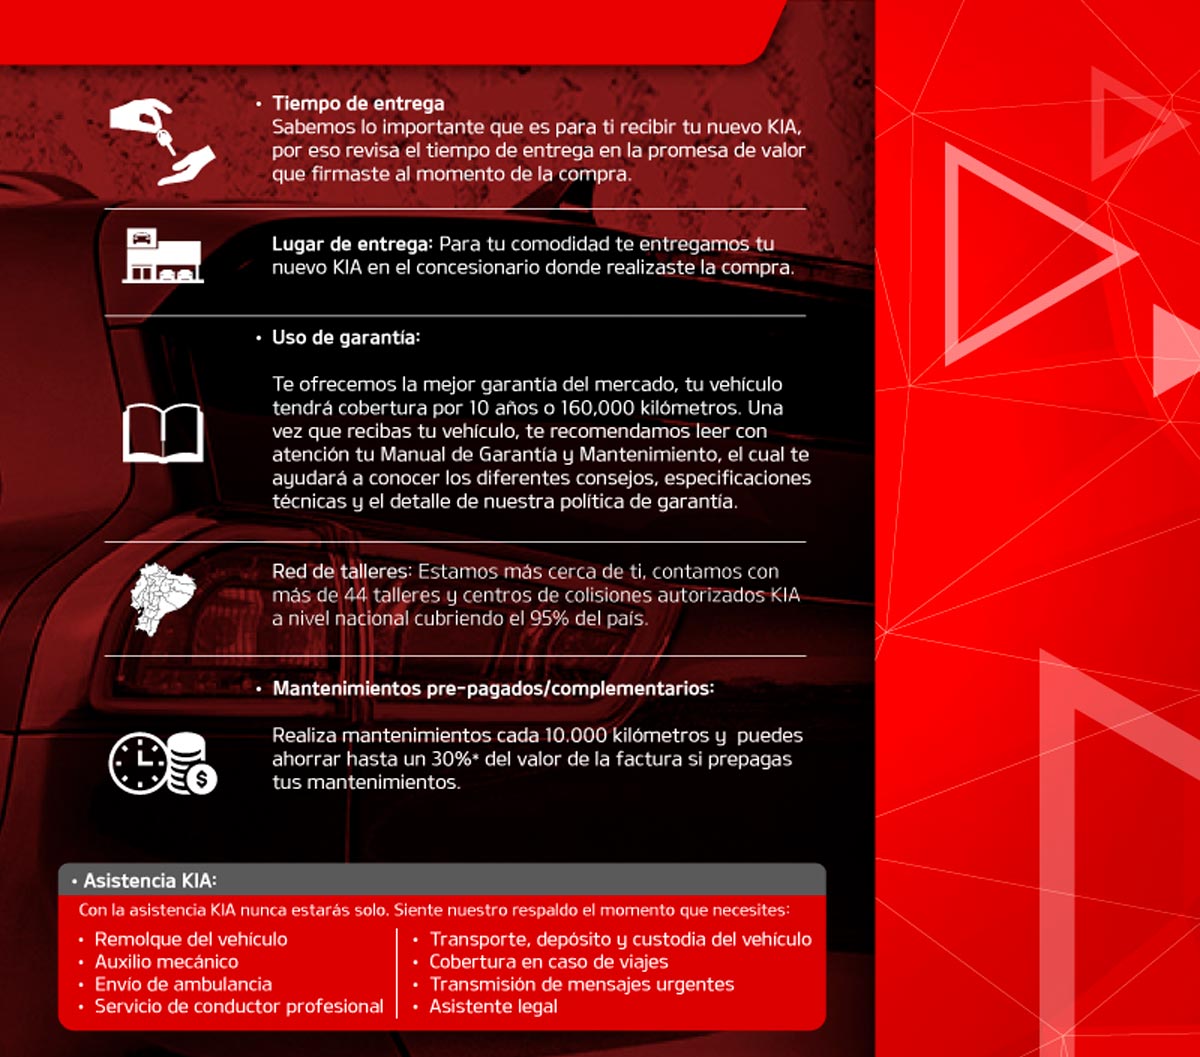 • Tiempo de entrega
Sabemos lo importante que es para ti recibir tu nuevo KIA,
por eso revisa el tiempo de entrega en la promesa de valor
que firmaste al momento de la compra.
Lugar de entrega: Para tu comodidad te entregamos tu
nuevo KIA en el concesionario donde realizaste la compra.
• Uso de garantía:
Te ofrecemos la mejor garantía del mercado, tu vehículo
tendrá cobertura por 10 años o 160,000 kilómetros. Una
vez que recibas tu vehículo, te recomendamos leer con
atención tu Manual de Garantía y Mantenimiento, el cual te
ayudará a conocer los diferentes consejos, especificaciones
técnicas y el detalle de nuestra política de garantía.
Red de talleres: Estamos más cerca de ti, contamos con
más de 44 talleres y centros de colisiones autorizados KIA
a nivel nacional cubriendo el 95% del país.
• Mantenimientos pre-pagados/complementarios:
Realiza mantenimientos cada 10.000 kilómetros y puedes
ahorrar hasta un 30%* del valor de la factura si prepagas
tus mantenimientos.
$
• Asistencia KIA:
Con la asistencia KIA nunca estarás solo. Siente nuestro respaldo el momento que necesites:
• Remolque del vehículo
• Auxilio mecánico
• Envío de ambulancia
• Servicio de conductor profesional
• Transporte, depósito y custodia del vehículo
• Cobertura en caso de viajes
• Transmisión de mensajes urgentes
• Asistente legal